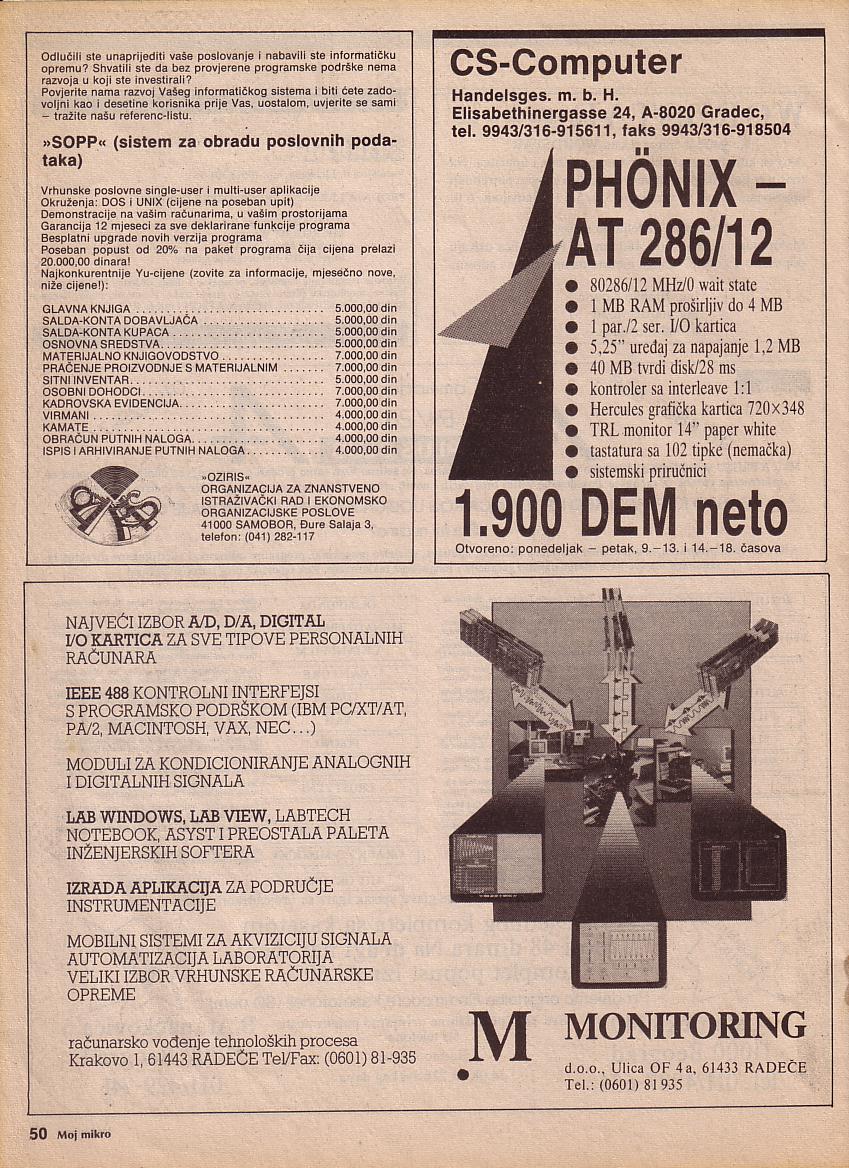 Odlučili ste unaprijediti vaše poslovanje i nabavili ste informatičku
opremu? Shvatili ste da bez provjerene programske podrške nema
razvoja u koji ste investirali?
Povjerite nama razvoj Vašeg informatičkog sistema i biti ćete zado-
voljni kao i desetine korisnika prije Vas, uostalom, uvjerite se sami
– tražite našu referenc-listu.
»SOPP« (sistem za obradu poslovnih poda-
taka)
Vrhunske poslovne single-user i multi-user aplikacije
Okruženja: DOS i UNIX (cijene na poseban upit)
Demonstracije na vašim računarima, u vašim prostorijama
Garancija 12 mjeseci za sve deklarirane funkcije programa
Besplatni upgrade novih verzija programa
Poseban popust od 20% na paket programa čija cijena prelazi
20.000,00 dinara!
Najkonkurentnije Yu-cijene (zovite za informacije, mjesečno nove,
niže cijene!):
GLAVNA KNJIGA . . . . . . . . . . 5.000,00 din
SALDA-KONTA DOBAVLJAČA . . . . . . . . . . 5.000,00 din
SALDA-KONTA KUPACA . . . . . . . . . . 5.000,00 din
OSNOVNA SREDSTVA. . . . . . . . . . 5.000,00 din
MATERIJALNO KNJIGOVODSTVO . . . . . . . . . . 7.000,00 din
PRAČENJE PROIZVODNJE S MATERIJALNIM . . . . . . . 7.000,00 din
SITNI INVENTAR. . . . . . . . . . 5.000,00 din
OSOBNI DOHODCI. . . . . . . . . . 7.000,00 din
KADROVSKA EVIDENCIJA. . . . . . . . . . 7.000,00 din
VIRMANI . . . . . . . . . . 4.000,00 din
KAMATE . . . . . . . . . . 4.000,00 din
OBRAČUN PUTNIH NALOGA. . . . . . . . . . 4.000,00 din
ISPIS I ARHIVIRANJE PUTNIH NALOGA. . . . . . . . . . 4.000,00 din
»OZIRIS«
ORGANIZACIJA ZA ZNANSTVENO
ISTRAŽIVAČKI RAD I EKONOMSKO
ORGANIZACIJSKE POSLOVE
41000 SAMOBOR, Đure Salaja 3,
telefon: (041) 282-117
CS-Computer
Handelsges. m. b. H.
Elisabethinergasse 24, A-8020 Gradec,
tel. 9943/316-915611, faks 9943/316-918504
PHÖNIX –
AT 286/12
● 80286/12 MHz/0 wait state
● 1 MB RAM proširljiv do 4 MB
● 1 par./2 ser. I/O kartica
● 5,25” uređaj za napajanje 1,2 MB
● 40 MB tvrdi disk/28 ms
● kontroler sa interleave 1:1
● Hercules grafička kartica 720×348
● TRL monitor 14” paper white
● tastatura sa 102 tipke (nemačka)
● sistemski priručnici
1.900 DEM neto
Otvoreno: ponedeljak – petak, 9.–13. i 14.–18. časova
NAJVEĆI IZBOR A/D, D/A, DIGITAL
I/O KARTICA ZA SVE TIPOVE PERSONALNIH
RAČUNARA
IEEE 488 KONTROLNI INTERFEJSI
S PROGRAMSKO PODRŠKOM (IBM PC/XT/AT,
PA/2, MACINTOSH, VAX, NEC...)
MODULI ZA KONDICIONIRANJE ANALOGNIH
I DIGITALNIH SIGNALA
LAB WINDOWS, LAB VIEW, LABTECH
NOTEBOOK, ASYST I PREOSTALA PALETA
INŽENJERSKIH SOFTERA
IZRADA APLIKACIJA ZA PODRUČJE
INSTRUMENTACIJE
MOBILNI SISTEMI ZA AKVIZICIJU SIGNALA
AUTOMATIZACIJA LABORATORIJA
VELIKI IZBOR VRHUNSKE RAČUNARSKE
OPREME
računarsko vođenje tehnoloških procesa
Krakovo 1, 61443 RADEČE Tel/Fax: (0601) 81-935
M MONITORING
d.o.o., Ulica OF 4a, 61433 RADEČE
Tel.: (0601) 81 935
50 Moj mikro